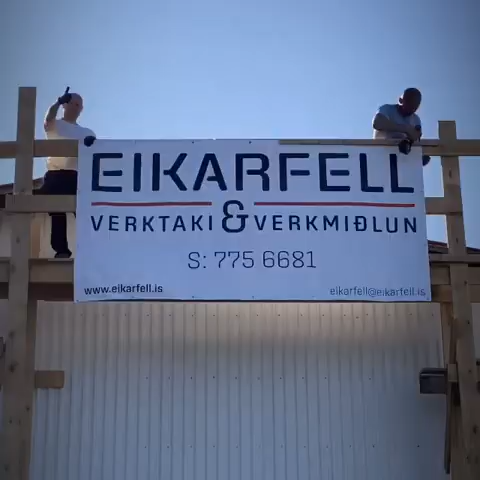 EIKARFELL
VERKTAKI & VERKMIÐLUN
S: 775 6681
www.eikarfell.is
eikarfell@eikarfell.is